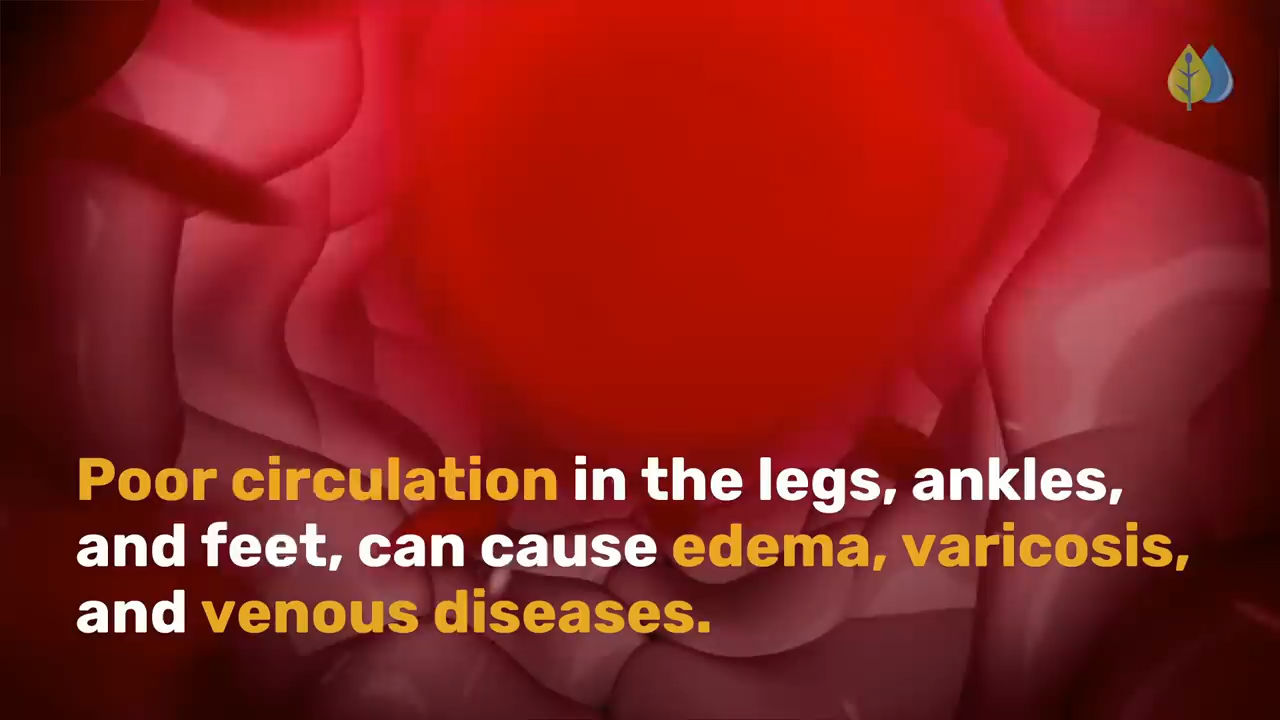 Poor circulation in the legs, ankles,
and feet, can cause edema, varicosis,
and venous diseases.